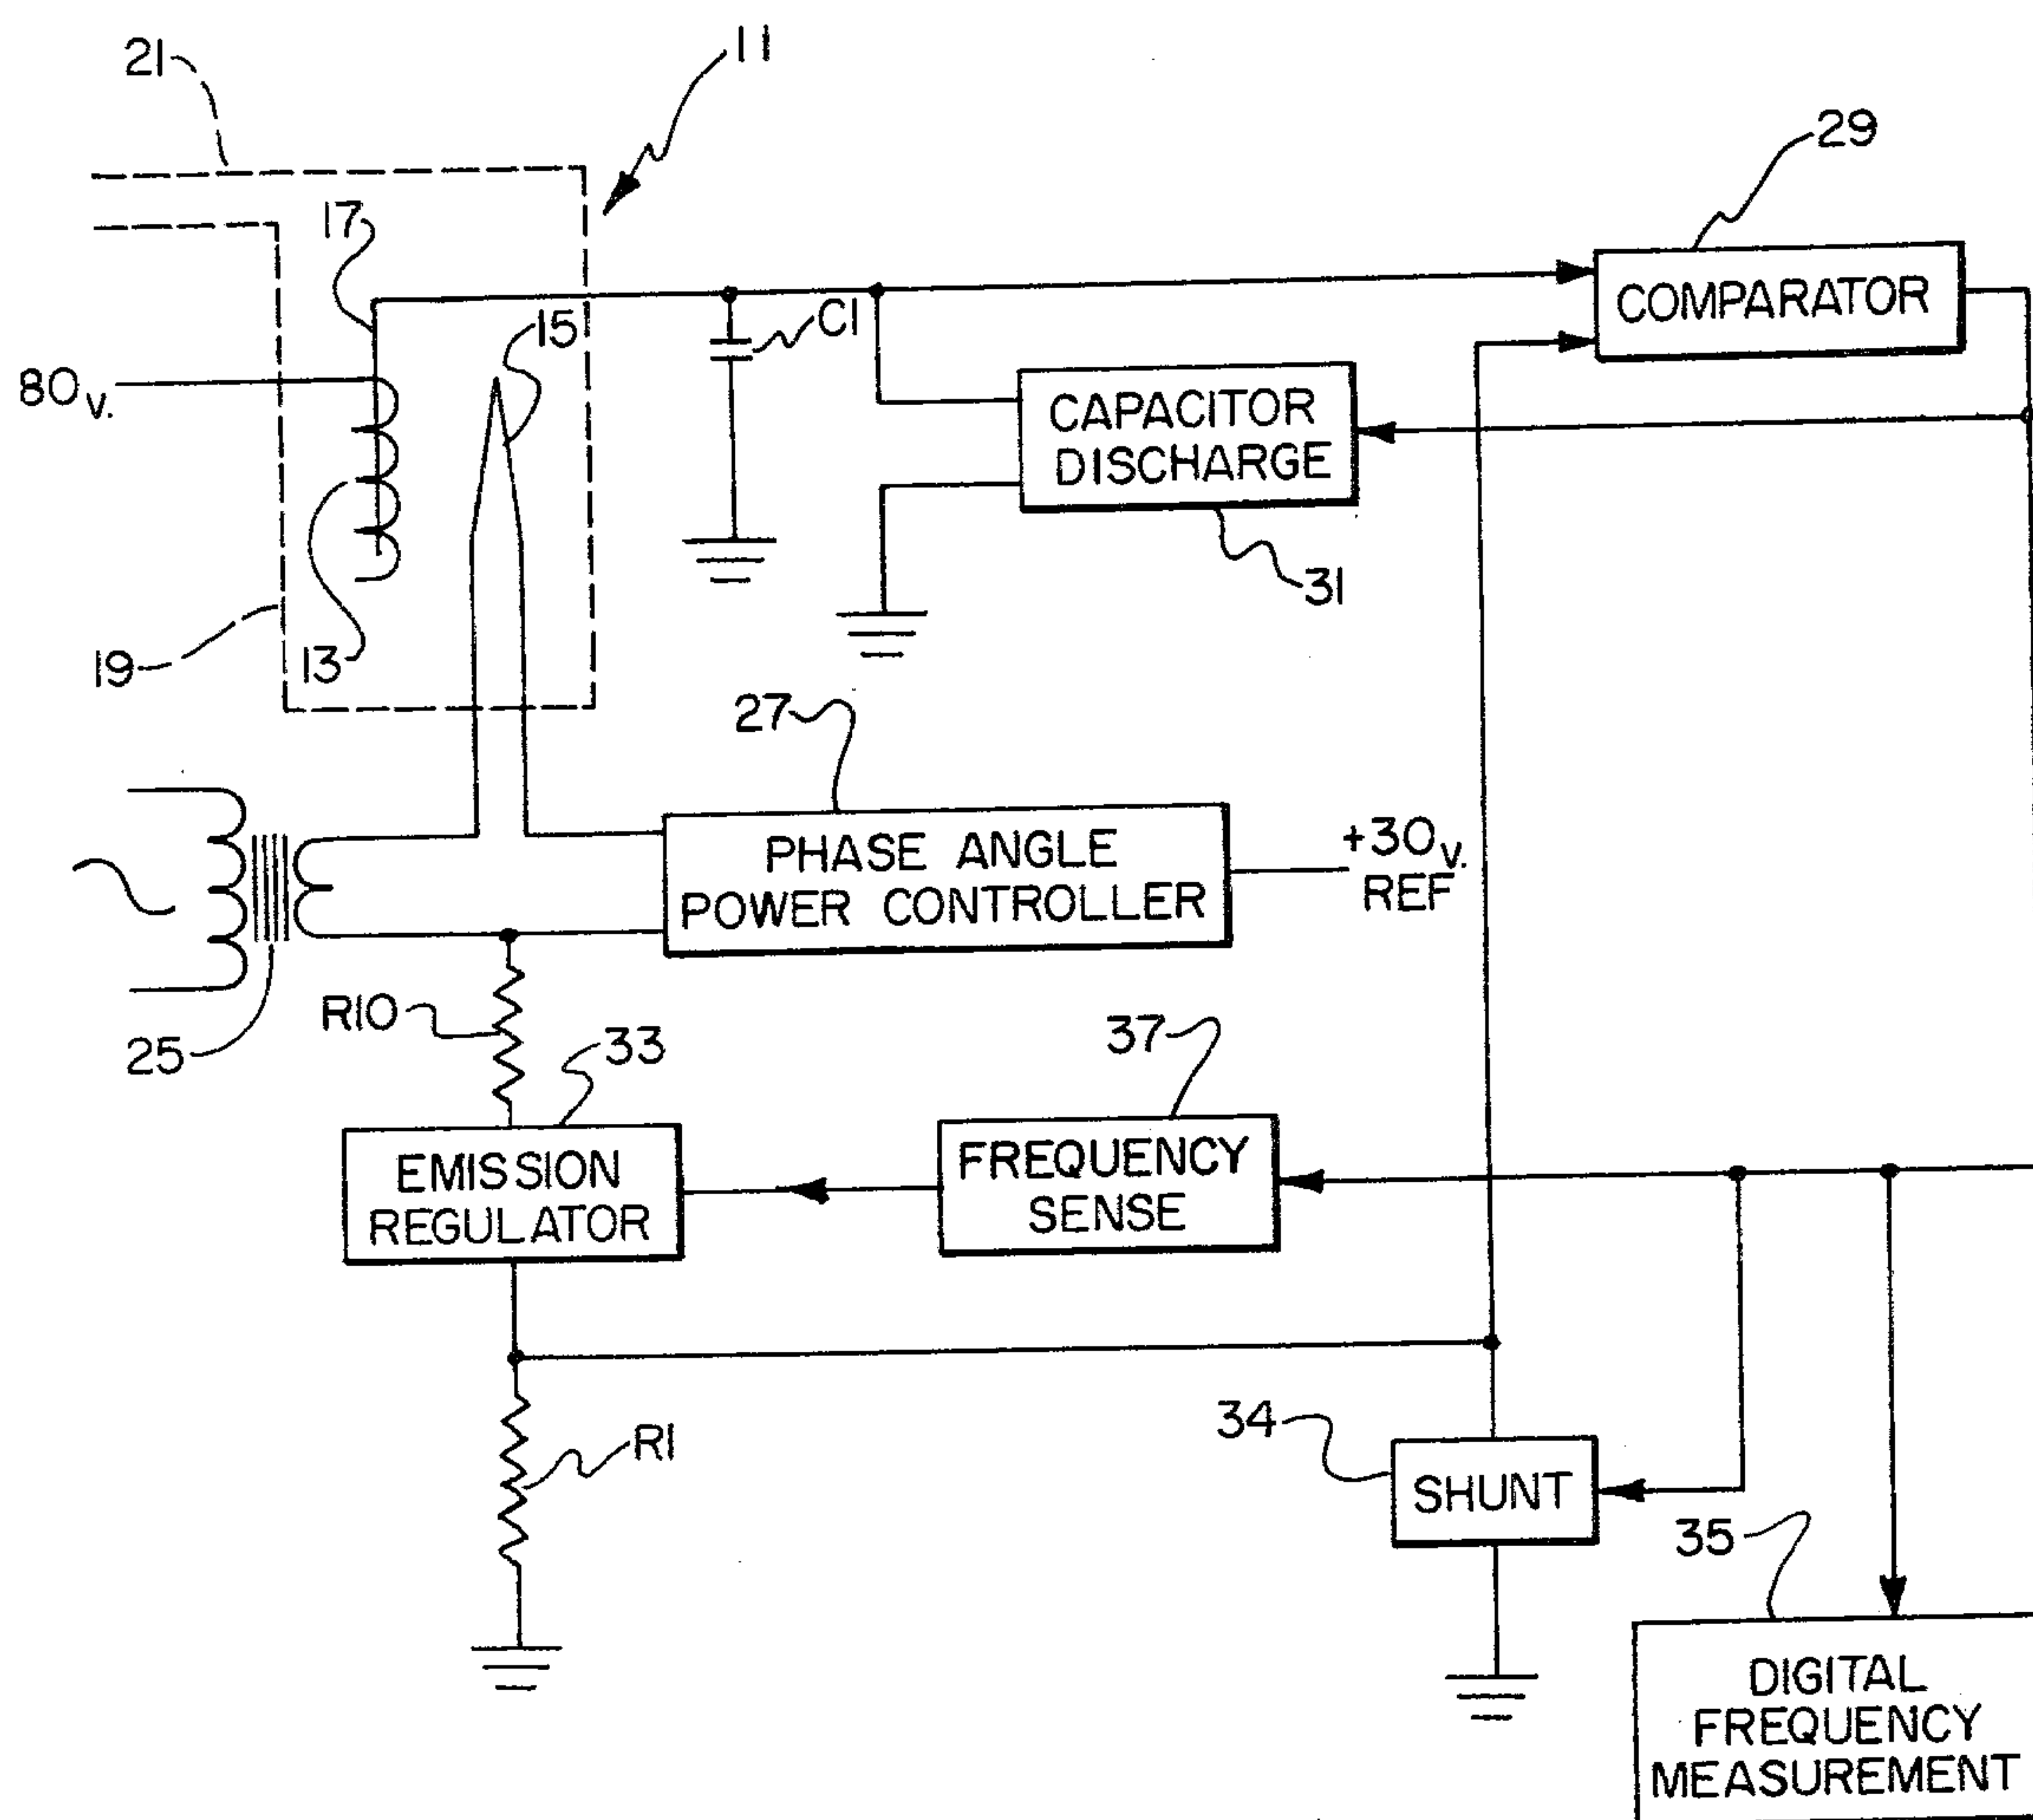 21
11
29
17
15
C1
COMPARATOR
80v.
CAPACITOR
DISCHARGE
31
19
13
27
PHASE ANGLE
POWER CONTROLLER
+30v.
REF
R10
25
33
37
EMISSION
REGULATOR
FREQUENCY
SENSE
34
R1
SHUNT
35
DIGITAL
FREQUENCY
MEASUREMENT